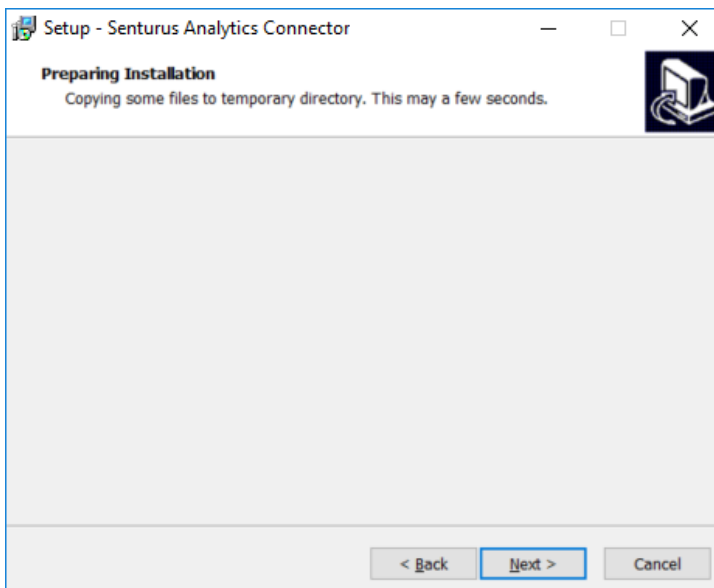 Setup - Senturus Analytics Connector
Preparing Installation
Copying some files to temporary directory. This may a few seconds.
< Back
Next >
Cancel